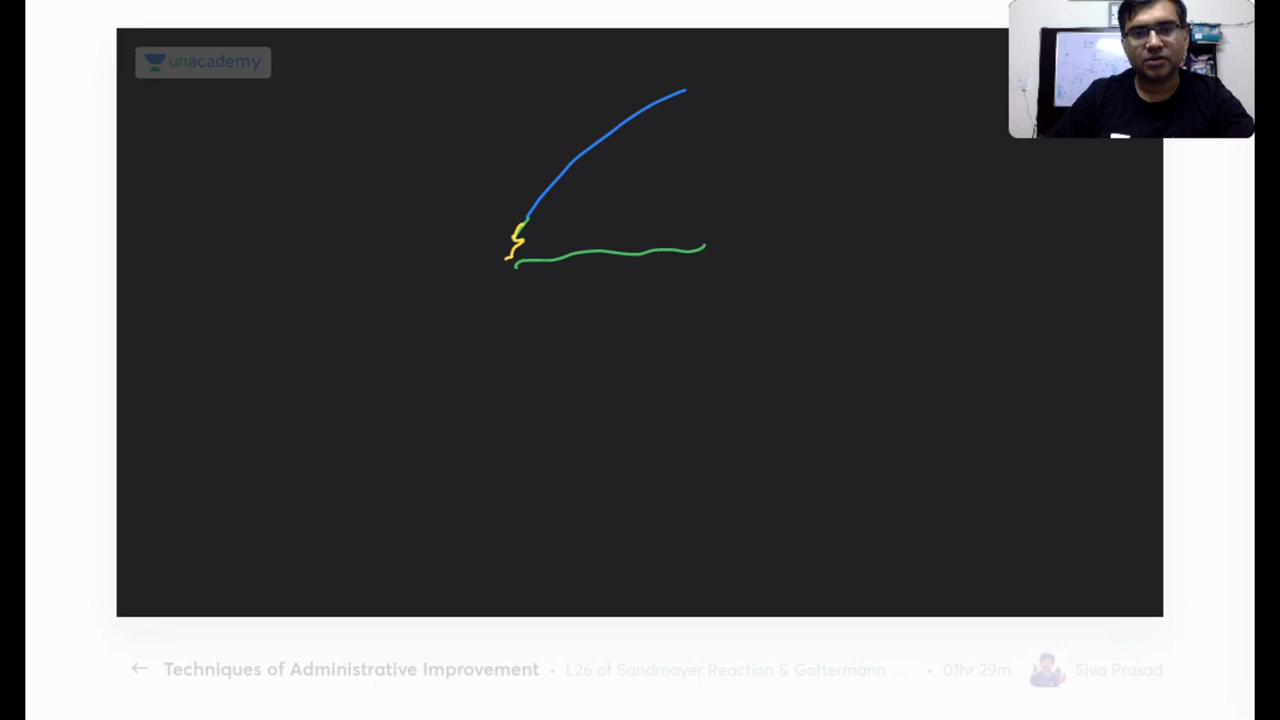 unacademy
← Techniques of Administrative Improvement • L26 of Sandmayer Reaction & Gattermann ... • 01hr 29m Siva Prasad